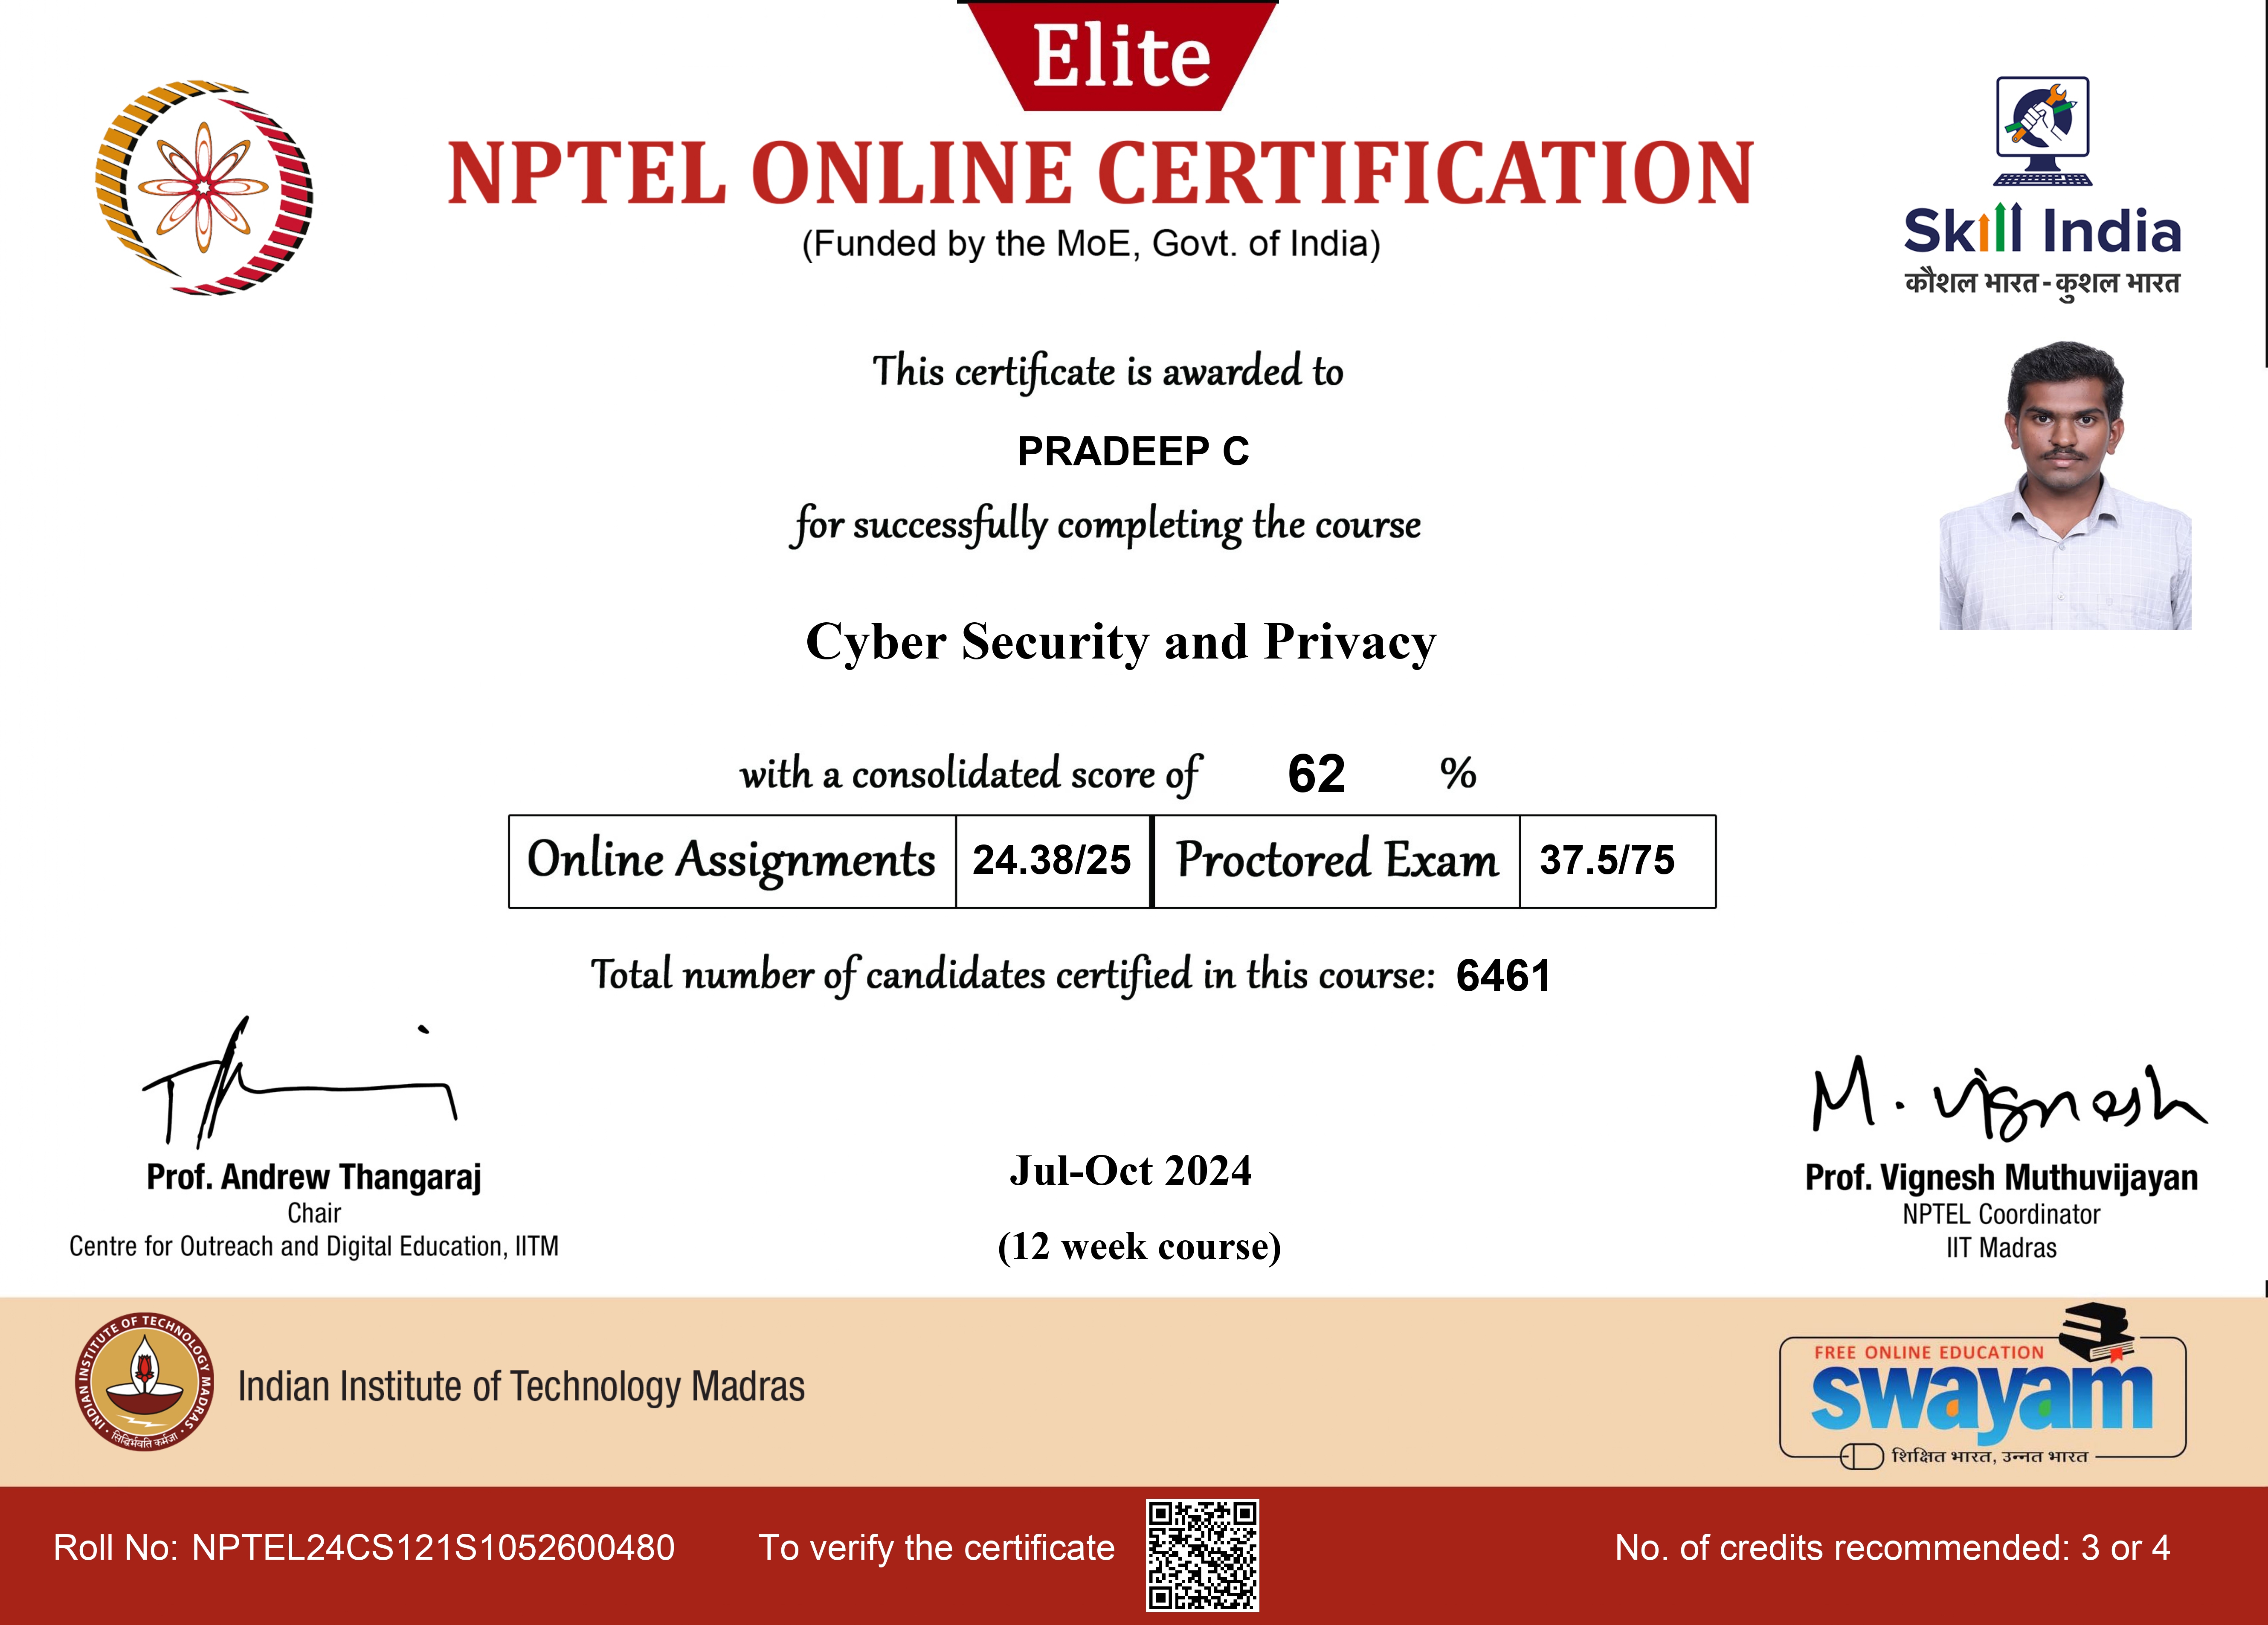 Elite
NPTEL ONLINE CERTIFICATION
(Funded by the MoE, Govt. of India)
Skill India
कौशल भारत - कुशल भारत
This certificate is awarded to
PRADEEP C
for successfully completing the course
Cyber Security and Privacy
with a consolidated score of 62 %
Online Assignments 24.38/25 Proctored Exam 37.5/75
Total number of candidates certified in this course: 6461
M. Vignesh
Prof. Andrew Thangaraj
Chair
Centre for Outreach and Digital Education, IITM
Jul-Oct 2024
(12 week course)
Prof. Vignesh Muthuvijayan
NPTEL Coordinator
IIT Madras
INDIAN INSTITUTE OF TECHNOLOGY MADRAS
सिद्धिर्भवति कर्मजा
Indian Institute of Technology Madras
FREE ONLINE EDUCATION
swayam
शिक्षित भारत, उन्नत भारत
Roll No: NPTEL24CS121S1052600480
To verify the certificate
No. of credits recommended: 3 or 4